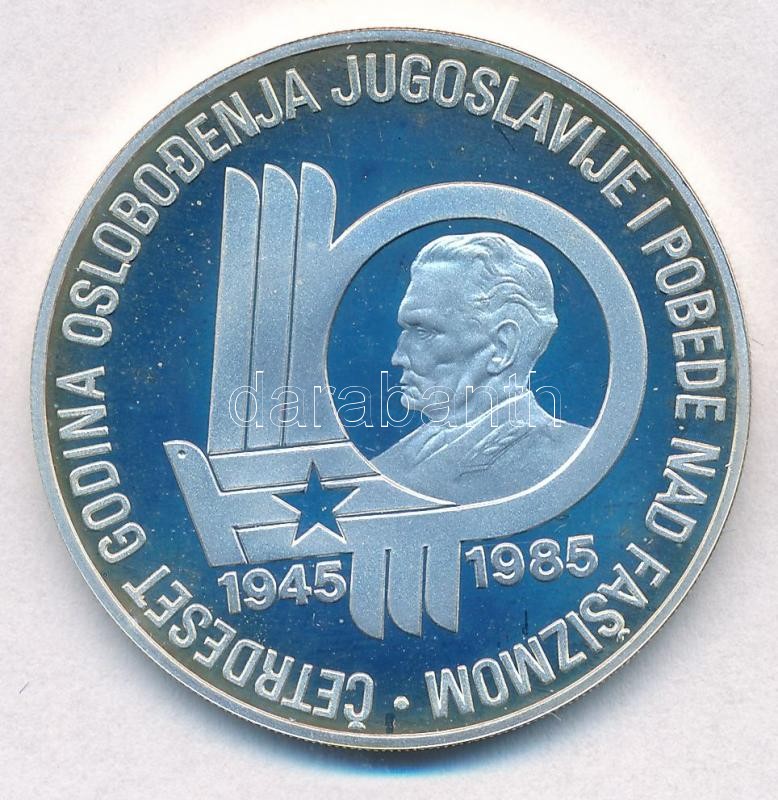 ČETRDESET GODINA OSLOBOĐENJA JUGOSLAVIJE I POBEDE NAD FAŠIZMOM •
1945 1985
darabanth